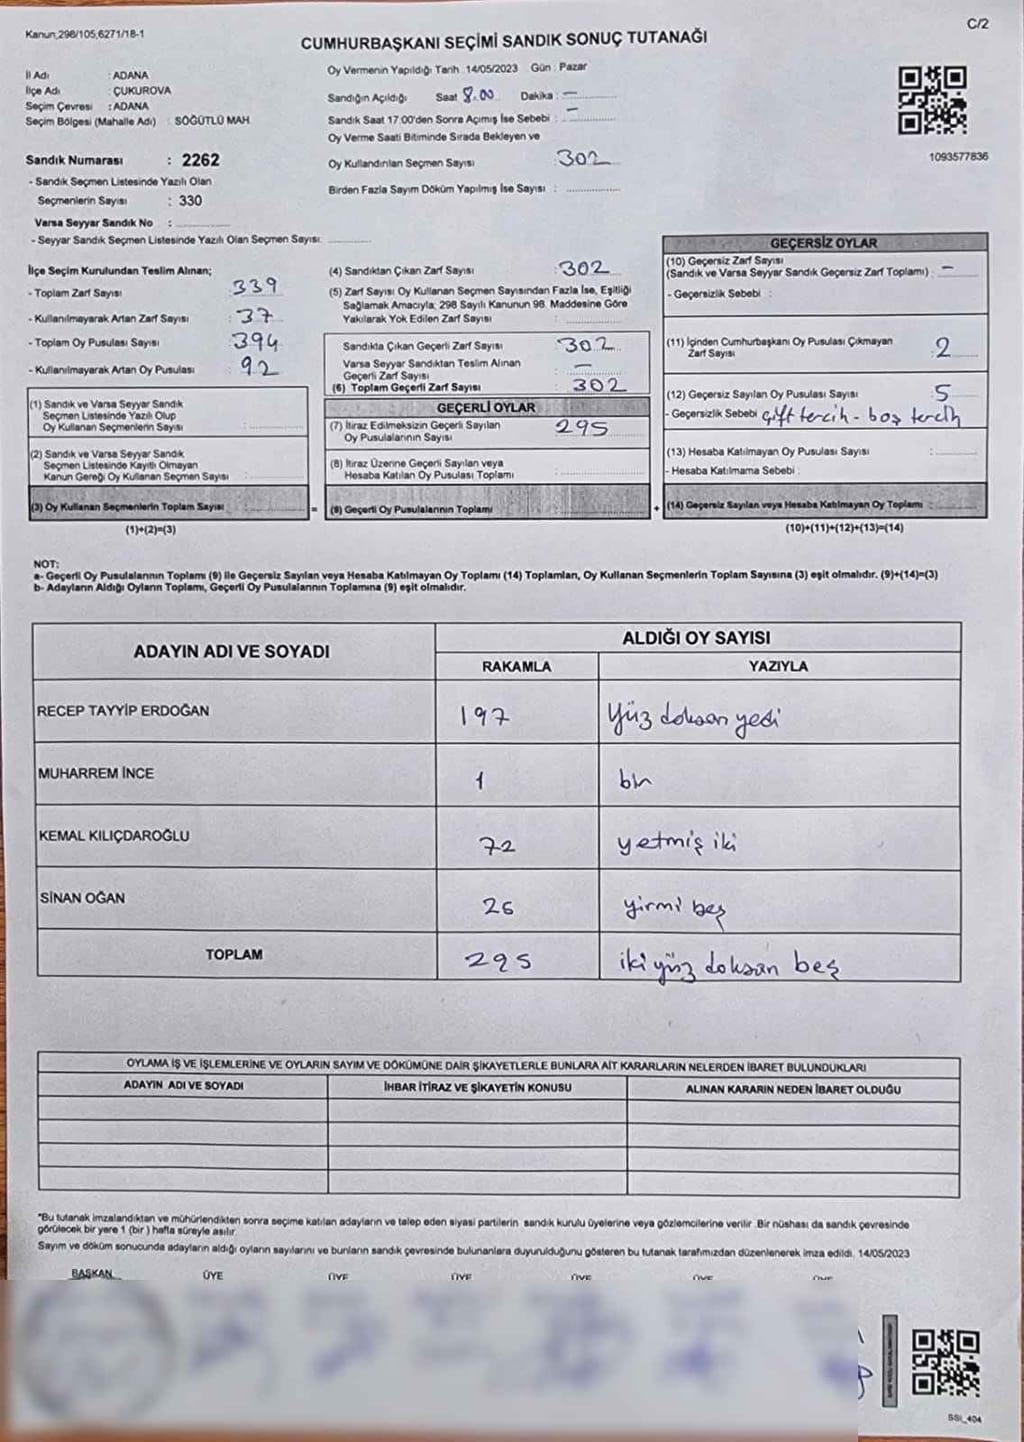 Kanun;298/105;6271/18-1
C/2
CUMHURBAŞKANI SEÇİMİ SANDIK SONUÇ TUTANAĞI
İl Adı : ADANA
İlçe Adı : ÇUKUROVA
Seçim Çevresi : ADANA
Seçim Bölgesi (Mahalle Adı) : SÖĞÜTLÜ MAH.
Sandık Numarası : 2262
- Sandık Seçmen Listesinde Yazılı Olan
Seçmenlerin Sayısı : 330
Varsa Seyyar Sandık No :
- Seyyar Sandık Seçmen Listesinde Yazılı Olan Seçmen Sayısı:
Oy Vermenin Yapıldığı Tarih :14/05/2023 Gün : Pazar
Sandığın Açıldığı Saat 8.00 Dakika : —
Sandık Saat 17:00'den Sonra Açımış İse Sebebi : —
Oy Verme Saati Bitiminde Sırada Bekleyen ve
Oy Kullandırılan Seçmen Sayısı : 302
Birden Fazla Sayım Döküm Yapılmış İse Sayısı :
1093577836
İlçe Seçim Kurulundan Teslim Alınan;
- Toplam Zarf Sayısı : 339
- Kullanılmayarak Artan Zarf Sayısı : 37
- Toplam Oy Pusulası Sayısı : 394
- Kullanılmayarak Artan Oy Pusulası : 92
(1) Sandık ve Varsa Seyyar Sandık
Seçmen Listesinde Yazılı Olup
Oy Kullanan Seçmenlerin Sayısı :
(2) Sandık ve Varsa Seyyar Sandık
Seçmen Listesinde Kayıtlı Olmayan
Kanun Gereği Oy Kullanan Seçmen Sayısı :
(3) Oy Kullanan Seçmenlerin Toplam Sayısı :
(1)+(2)=(3)
=
(4) Sandıktan Çıkan Zarf Sayısı : 302
(5) Zarf Sayısı Oy Kullanan Seçmen Sayısından Fazla İse, Eşitliği
Sağlamak Amacıyla; 298 Sayılı Kanunun 98. Maddesine Göre
Yakılarak Yok Edilen Zarf Sayısı :
Sandıkta Çıkan Geçerli Zarf Sayısı : 302
Varsa Seyyar Sandıktan Teslim Alınan
Geçerli Zarf Sayısı : —
(6) Toplam Geçerli Zarf Sayısı : 302
GEÇERLİ OYLAR
(7) İtiraz Edilmeksizin Geçerli Sayılan
Oy Pusulalarının Sayısı : 295
(8) İtiraz Üzerine Geçerli Sayılan veya
Hesaba Katılan Oy Pusulası Toplamı :
(9) Geçerli Oy Pusulalarının Toplamı :
+
GEÇERSİZ OYLAR
(10) Geçersiz Zarf Sayısı
(Sandık ve Varsa Seyyar Sandık Geçersiz Zarf Toplamı) : —
- Geçersizlik Sebebi :
(11) İçinden Cumhurbaşkanı Oy Pusulası Çıkmayan
Zarf Sayısı : 2
(12) Geçersiz Sayılan Oy Pusulası Sayısı : 5
- Geçersizlik Sebebi : çift tercih - boş tercih
(13) Hesaba Katılmayan Oy Pusulası Sayısı :
- Hesaba Katılmama Sebebi :
(14) Geçersiz Sayılan veya Hesaba Katılmayan Oy Toplamı :
(10)+(11)+(12)+(13)=(14)
NOT:
a- Geçerli Oy Pusulalarının Toplamı (9) ile Geçersiz Sayılan veya Hesaba Katılmayan Oy Toplamı (14) Toplamları, Oy Kullanan Seçmenlerin Toplam Sayısına (3) eşit olmalıdır. (9)+(14)=(3)
b- Adayların Aldığı Oyların Toplamı, Geçerli Oy Pusulalarının Toplamına (9) eşit olmalıdır.
ADAYIN ADI VE SOYADI
ALDIĞI OY SAYISI
RAKAMLA YAZIYLA
RECEP TAYYİP ERDOĞAN 197 Yüz doksan yedi
MUHARREM İNCE 1 bir
KEMAL KILIÇDAROĞLU 72 yetmiş iki
SİNAN OĞAN 25 yirmi beş
TOPLAM 295 iki yüz doksan beş
OYLAMA İŞ VE İŞLEMLERİNE VE OYLARIN SAYIM VE DÖKÜMÜNE DAİR ŞİKAYETLERLE BUNLARA AİT KARARLARIN NELERDEN İBARET BULUNDUKLARI
ADAYIN ADI VE SOYADI İHBAR İTİRAZ VE ŞİKAYETİN KONUSU ALINAN KARARIN NEDEN İBARET OLDUĞU
"Bu tutanak imzalandıktan ve mühürlendikten sonra seçime katılan adayların ve talep eden siyasi partilerin sandık kurulu üyelerine veya gözlemcilerine verilir. Bir nüshası da sandık çevresinde
görülecek bir yere 1 (bir) hafta süreyle asılır.
Sayım ve döküm sonucunda adayların aldığı oyların sayılarını ve bunların sandık çevresinde bulunanlara duyurulduğunu gösteren bu tutanak tarafımızdan düzenlenerek imza edildi. 14/05/2023
BAŞKAN ÜYE ÜYE ÜYE ÜYE ÜYE ÜYE
SSI_404